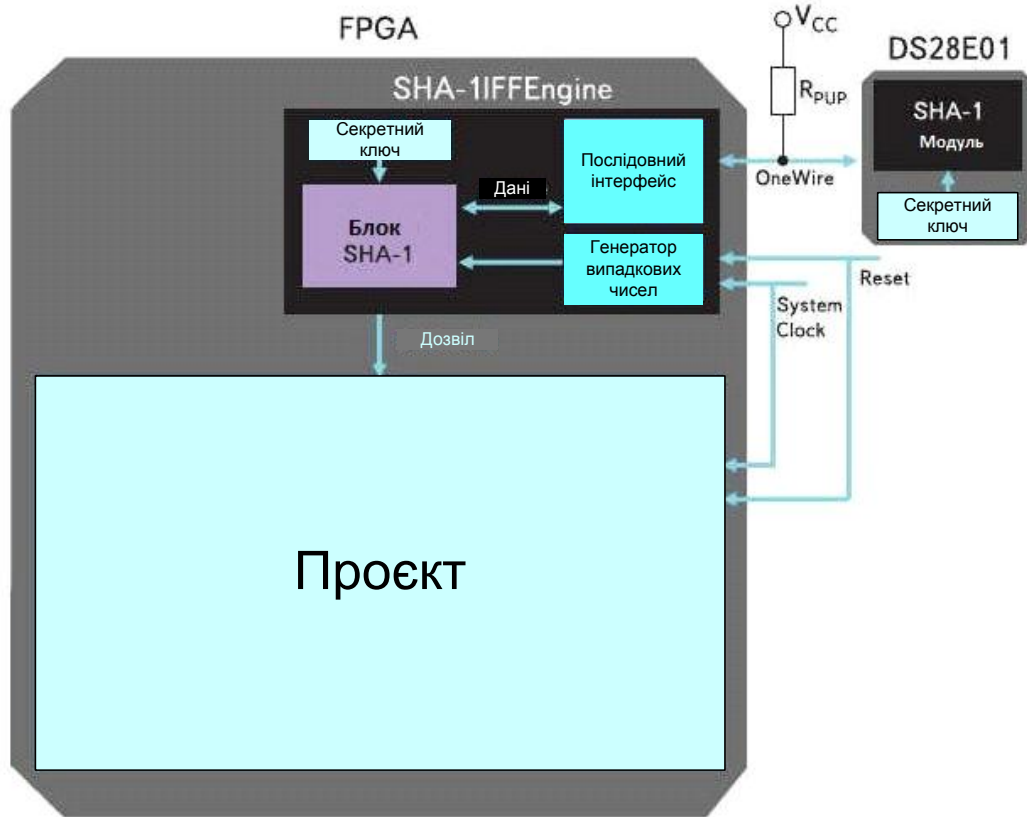 FPGA
SHA-1IFFEngine
Секретний
ключ
Дані
Блок
SHA-1
Послідовний
інтерфейс
Генератор
випадкових
чисел
Дозвіл
Проєкт
VCC
RPUP
OneWire
DS28E01
SHA-1
Модуль
Секретний
ключ
Reset
System
Clock